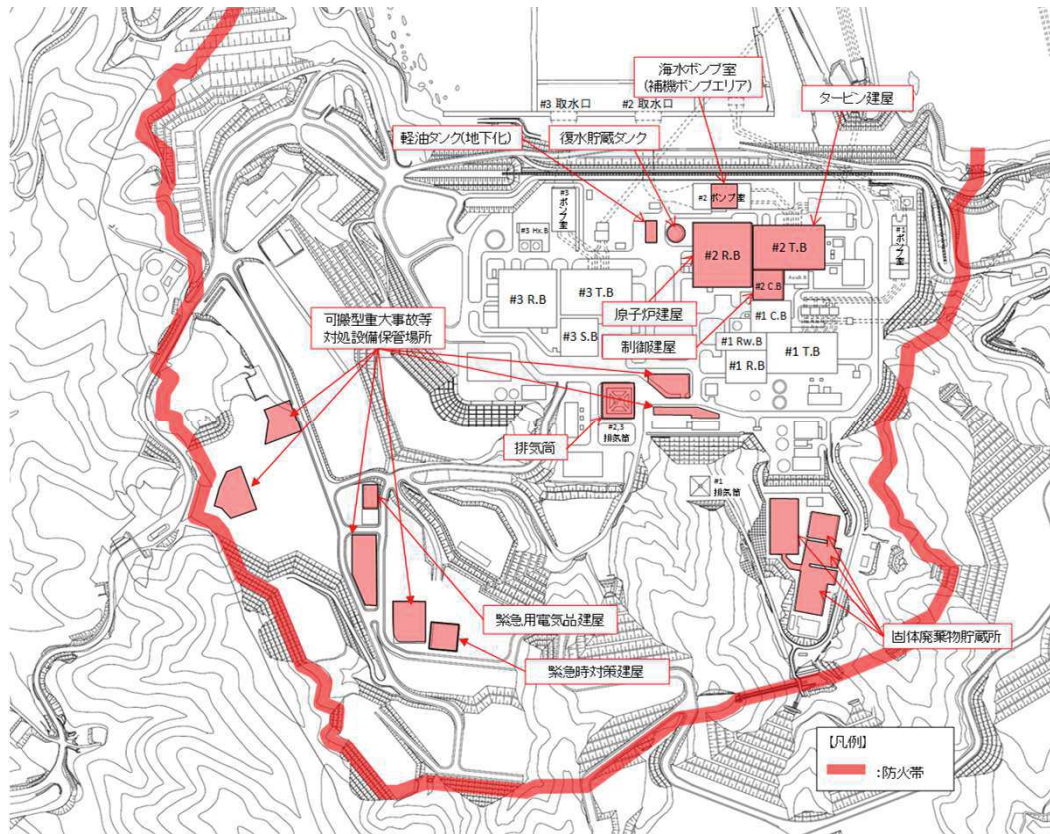 海水ポンプ室
(補機ポンプエリア)
タービン建屋
#3 取水口
#2 取水口
軽油タンク(地下化)
復水貯蔵タンク
#3
ポンプ室
#2 ポンプ室
#1
ポンプ室
#3 Hx.B
#2 R.B
#2 T.B
#2 C.B
#3 R.B
#3 T.B
原子炉建屋
#1 C.B
可搬型重大事故等
対処設備保管場所
#3 S.B
制御建屋
#1 Rw.B
#1 R.B
#1 T.B
#2,3
排気筒
排気筒
#1
排気筒
緊急用電気品建屋
固体廃棄物貯蔵所
緊急時対策建屋
【凡例】
:防火帯